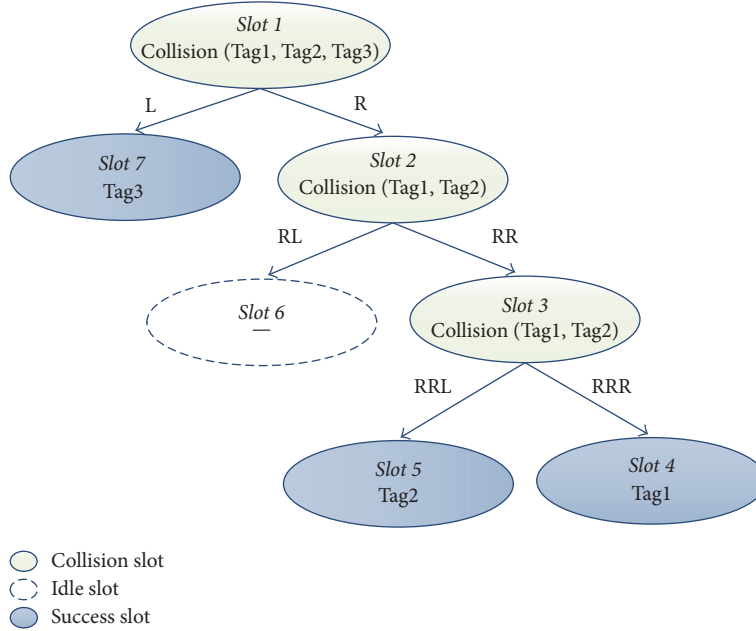 Slot 1
Collision (Tag1, Tag2, Tag3)
L
R
Slot 7
Tag3
Slot 2
Collision (Tag1, Tag2)
RL
RR
Slot 6
—
Slot 3
Collision (Tag1, Tag2)
RRL
RRR
Slot 5
Tag2
Slot 4
Tag1
Collision slot
Idle slot
Success slot